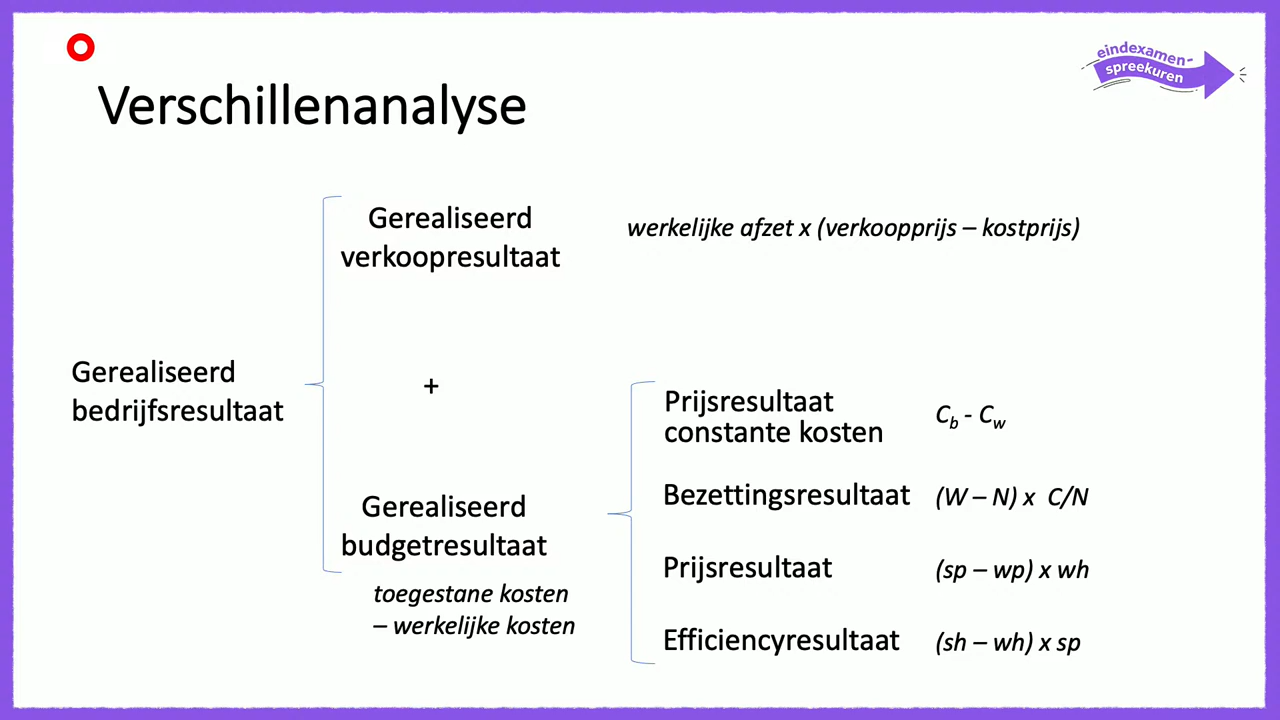 eindexamen-
spreekuren
Verschillenanalyse
Gerealiseerd
verkoopresultaat
werkelijke afzet x (verkoopprijs – kostprijs)
Gerealiseerd
bedrijfsresultaat
+
Prijsresultaat
constante kosten
Cb - Cw
Bezettingsresultaat
(W – N) x C/N
Gerealiseerd
budgetresultaat
Prijsresultaat
(sp – wp) x wh
toegestane kosten
– werkelijke kosten
Efficiencyresultaat
(sh – wh) x sp